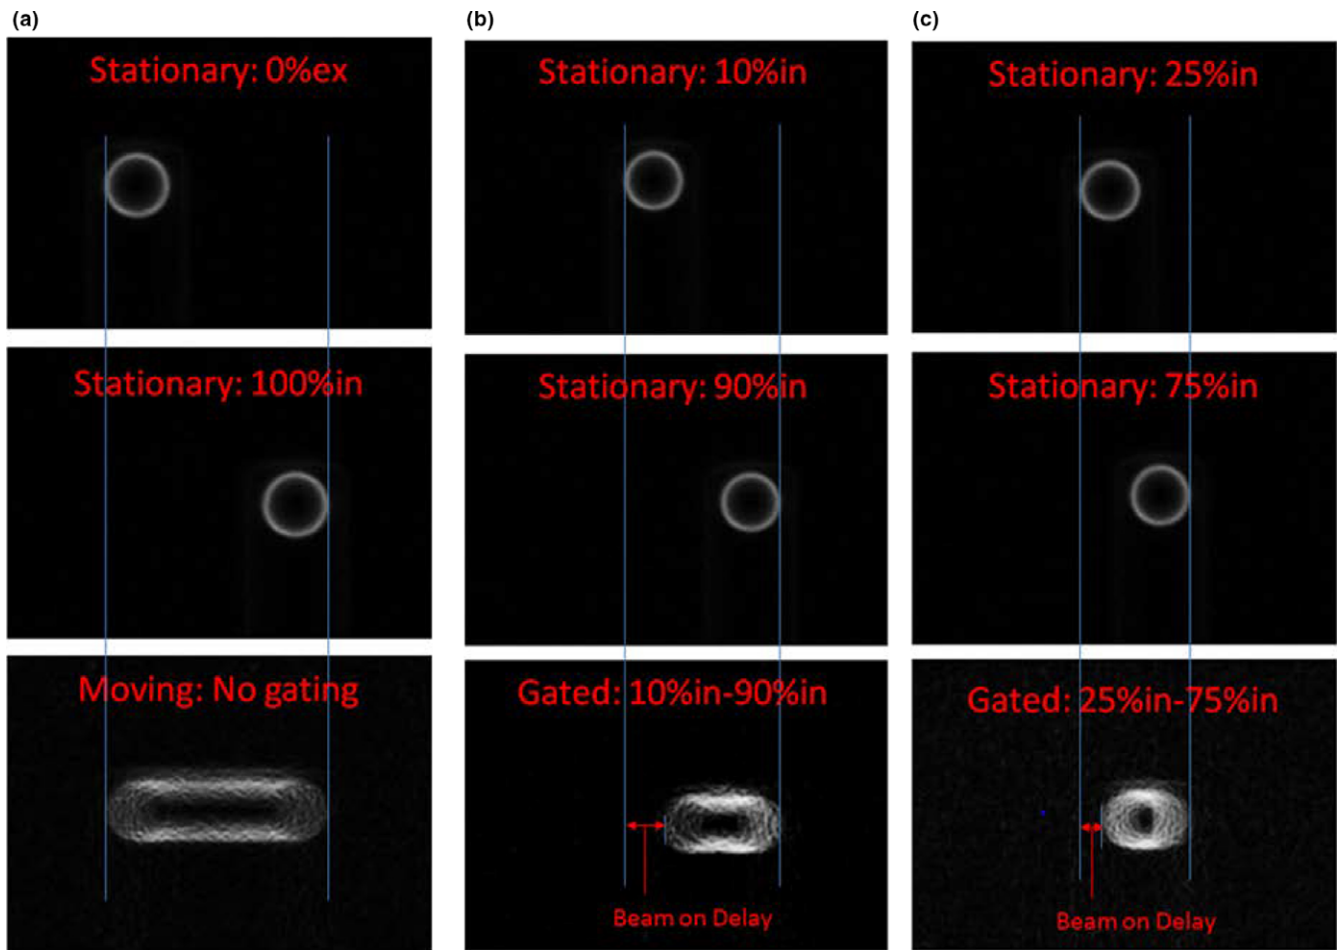 (a)
Stationary: 0%ex
Stationary: 100%in
Moving: No gating
(b)
Stationary: 10%in
Stationary: 90%in
Gated: 10%in-90%in
Beam on Delay
(c)
Stationary: 25%in
Stationary: 75%in
Gated: 25%in-75%in
Beam on Delay